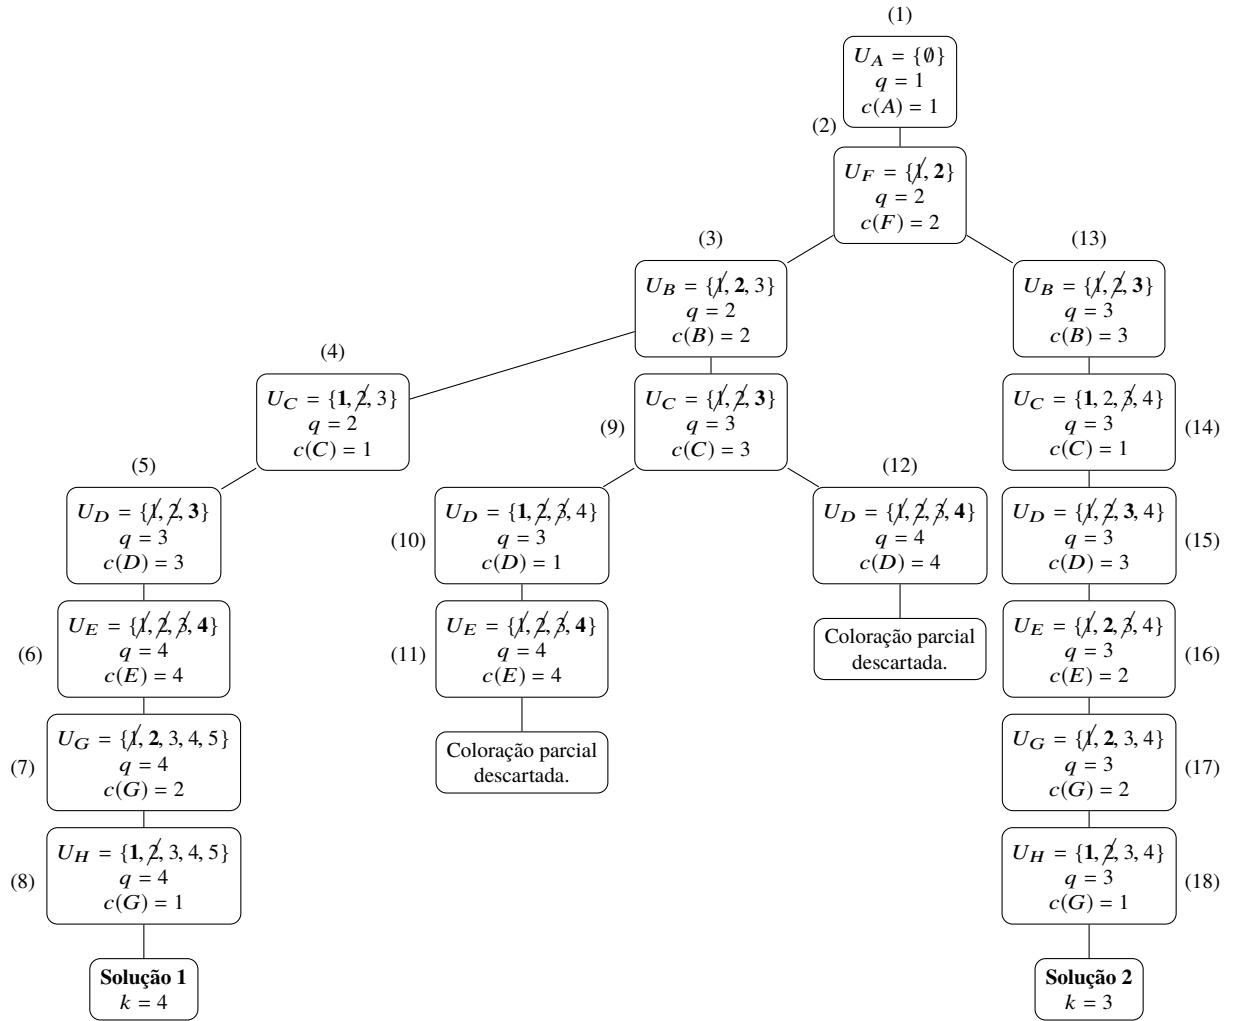 (1)
U_A = {∅}
q = 1
c(A) = 1
(2)
U_F = {1̸, 2}
q = 2
c(F) = 2
(3)
U_B = {1̸, 2, 3}
q = 2
c(B) = 2
(13)
U_B = {1̸, 2̸, 3}
q = 3
c(B) = 3
(4)
U_C = {1, 2̸, 3}
q = 2
c(C) = 1
(9)
U_C = {1̸, 2̸, 3}
q = 3
c(C) = 3
U_C = {1, 2, 3̸, 4}
q = 3
c(C) = 1
(14)
(5)
U_D = {1̸, 2̸, 3}
q = 3
c(D) = 3
(10)
U_D = {1, 2̸, 3̸, 4}
q = 3
c(D) = 1
(12)
U_D = {1̸, 2̸, 3̸, 4}
q = 4
c(D) = 4
U_D = {1̸, 2̸, 3, 4}
q = 3
c(D) = 3
(15)
(6)
U_E = {1̸, 2̸, 3̸, 4}
q = 4
c(E) = 4
(11)
U_E = {1̸, 2̸, 3̸, 4}
q = 4
c(E) = 4
Coloração parcial
descartada.
U_E = {1̸, 2, 3̸, 4}
q = 3
c(E) = 2
(16)
(7)
U_G = {1̸, 2, 3, 4, 5}
q = 4
c(G) = 2
Coloração parcial
descartada.
U_G = {1̸, 2, 3, 4}
q = 3
c(G) = 2
(17)
(8)
U_H = {1, 2̸, 3, 4, 5}
q = 4
c(G) = 1
U_H = {1, 2̸, 3, 4}
q = 3
c(G) = 1
(18)
Solução 1
k = 4
Solução 2
k = 3